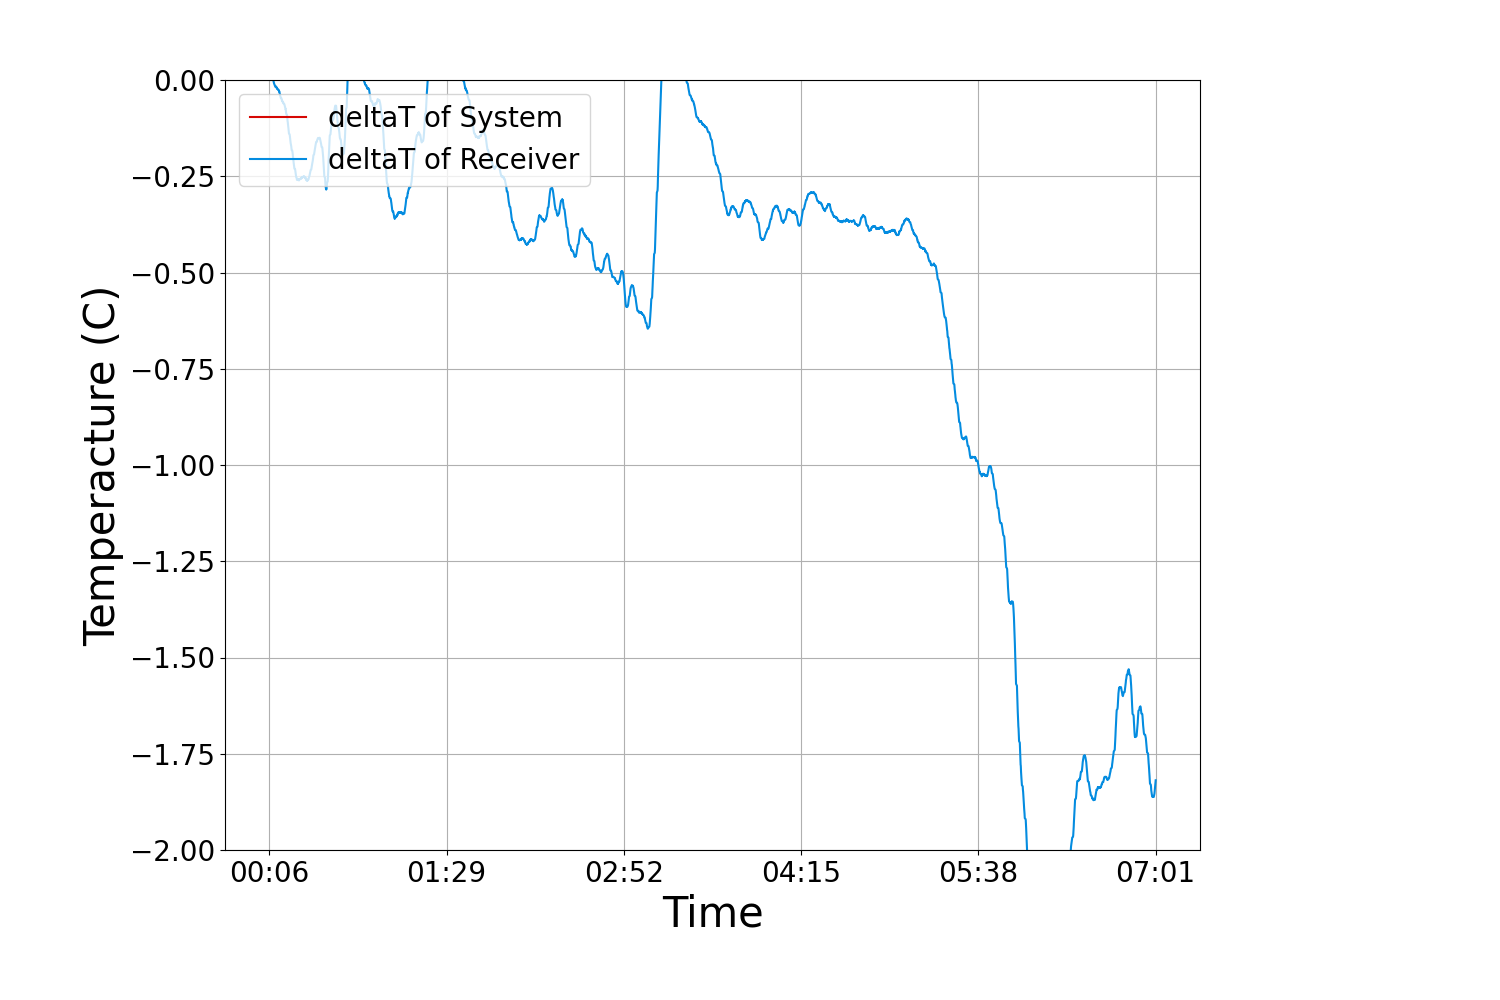 0.00
−0.25
−0.50
−0.75
−1.00
−1.25
−1.50
−1.75
−2.00
Temperacture (C)
deltaT of System
deltaT of Receiver
00:06 01:29 02:52 04:15 05:38 07:01
Time